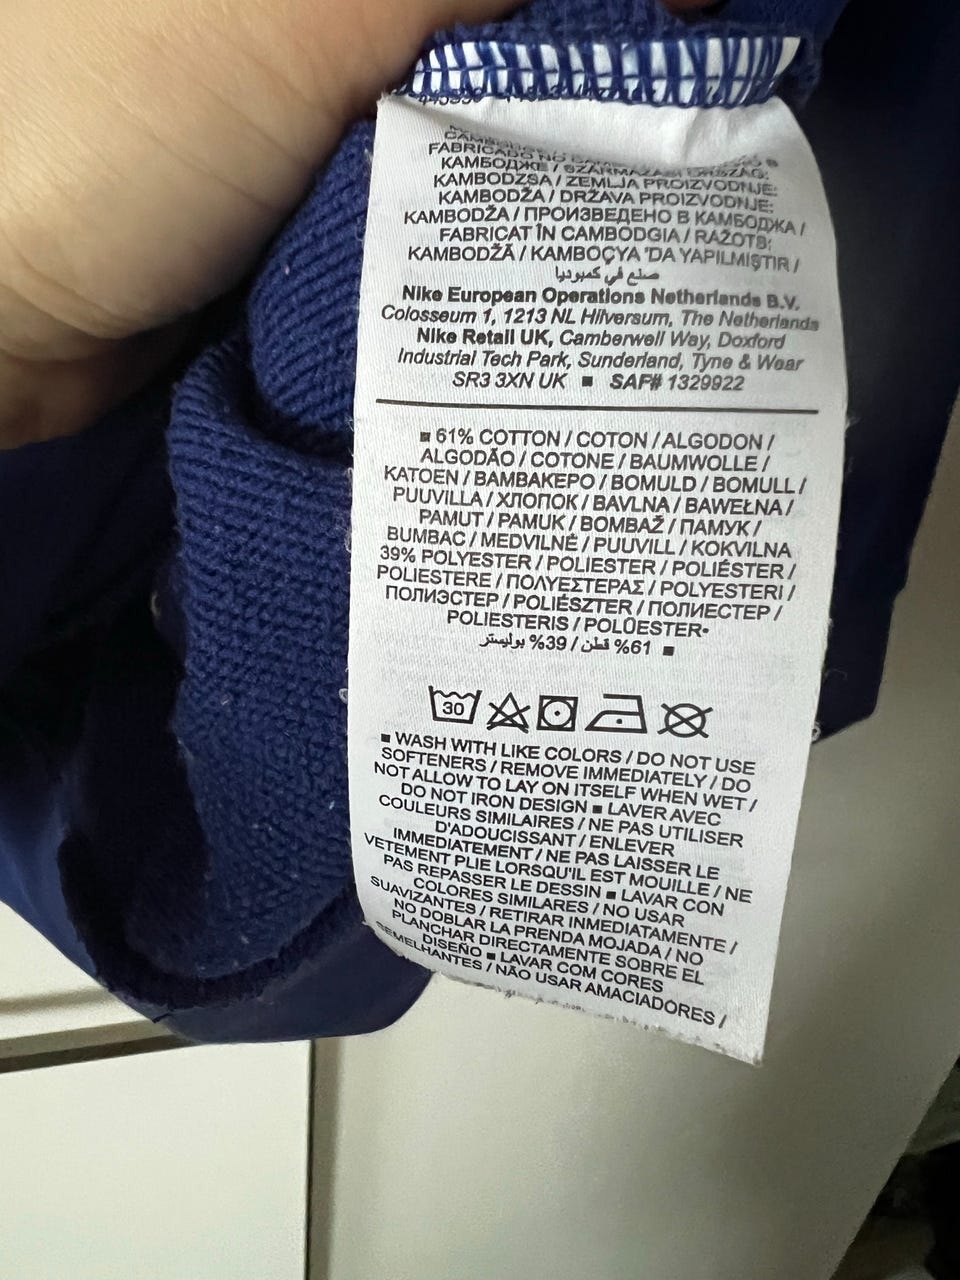 FABRICADO NO
КАМБОДЖЕ / SZÁRMAZÁSI ORSZÁG:
KAMBODZSA / ZEMLJA PROIZVODNJE:
KAMBODŽA / DRŽAVA PROIZVODNJE:
KAMBODŽA / ПРОИЗВЕДЕНО В КАМБОДЖА /
FABRICAT ÎN CAMBODGIA / RAŽOTS:
KAMBODŽĀ / KAMBOÇYA 'DA YAPILMIŞTIR /
صنع في كمبوديا
Nike European Operations Netherlands B.V.
Colosseum 1, 1213 NL Hilversum, The Netherlands
Nike Retail UK, Camberwell Way, Doxford
Industrial Tech Park, Sunderland, Tyne & Wear
SR3 3XN UK ■ SAF# 1329922
■ 61% COTTON / COTON / ALGODON /
ALGODÃO / COTONE / BAUMWOLLE /
KATOEN / ΒΑΜΒΑΚΕΡΟ / BOMULD / BOMULL /
PUUVILLA / ХЛОПОК / BAVLNA / BAWEŁNA /
PAMUT / PAMUK / BOMBAŽ / ПАМУК /
BUMBAC / MEDVILNĖ / PUUVILL / KOKVILNA
39% POLYESTER / POLIESTER / POLIÉSTER /
POLIESTERE / ΠΟΛΥΕΣΤΕΡΑΣ / POLYESTERI /
ПОЛИЭСТЕР / POLIÉSZTER / ПОЛИЕСТЕР /
POLIESTERIS / POLÜESTER•
61% قطن / 39% بوليستر ■
30
■ WASH WITH LIKE COLORS / DO NOT USE
SOFTENERS / REMOVE IMMEDIATELY / DO
NOT ALLOW TO LAY ON ITSELF WHEN WET /
DO NOT IRON DESIGN ■ LAVER AVEC
COULEURS SIMILAIRES / NE PAS UTILISER
D'ADOUCISSANT / ENLEVER
IMMEDIATEMENT / NE PAS LAISSER LE
VETEMENT PLIE LORSQU'IL EST MOUILLE / NE
PAS REPASSER LE DESSIN ■ LAVAR CON
COLORES SIMILARES / NO USAR
SUAVIZANTES / RETIRAR INMEDIATAMENTE /
NO DOBLAR LA PRENDA MOJADA / NO
PLANCHAR DIRECTAMENTE SOBRE EL
DISEÑO ■ LAVAR COM CORES
SEMELHANTES / NÃO USAR AMACIADORES /